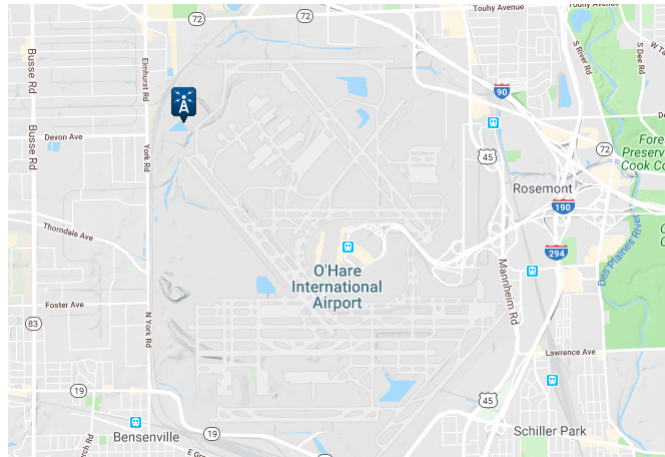 72
Touhy Avenue
Touhy Avenue
Busse Rd
Elmhurst Rd
S River Rd
S Dee Rd
90
Devon Ave
Busse Rd
York Rd
45
72
Forest
Preserve
Cook Co
Rosemont
190
Thorndale Ave
294
O'Hare
International
Airport
Mannheim Rd
Des Plaines River
Foster Ave
83
N York Rd
Lawrence Ave
19
45
Bensenville
19
Schiller Park